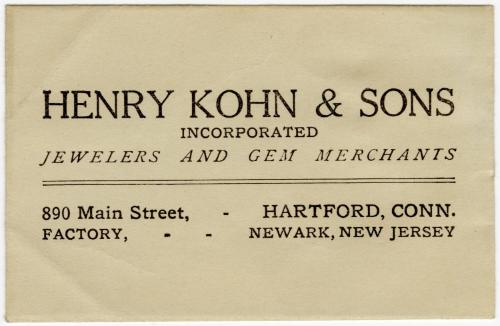 HENRY KOHN & SONS
INCORPORATED
JEWELERS AND GEM MERCHANTS
890 Main Street, - HARTFORD, CONN.
FACTORY, - - NEWARK, NEW JERSEY